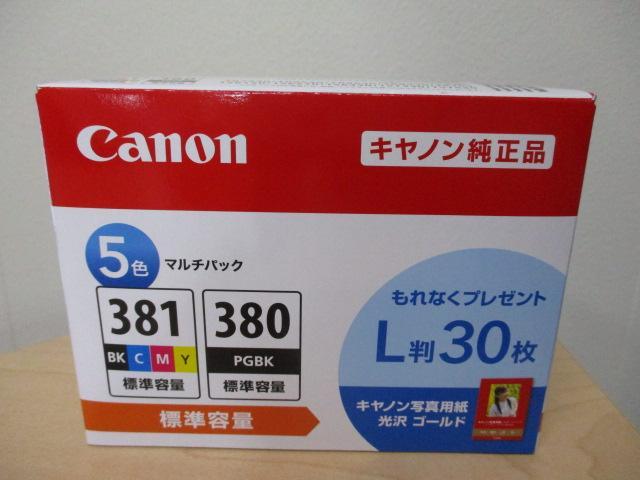 Canon
キヤノン純正品
5色 マルチパック
381
BK C M Y
標準容量
380
PGBK
標準容量
標準容量
もれなくプレゼント
L判30枚
キヤノン写真用紙
光沢 ゴールド